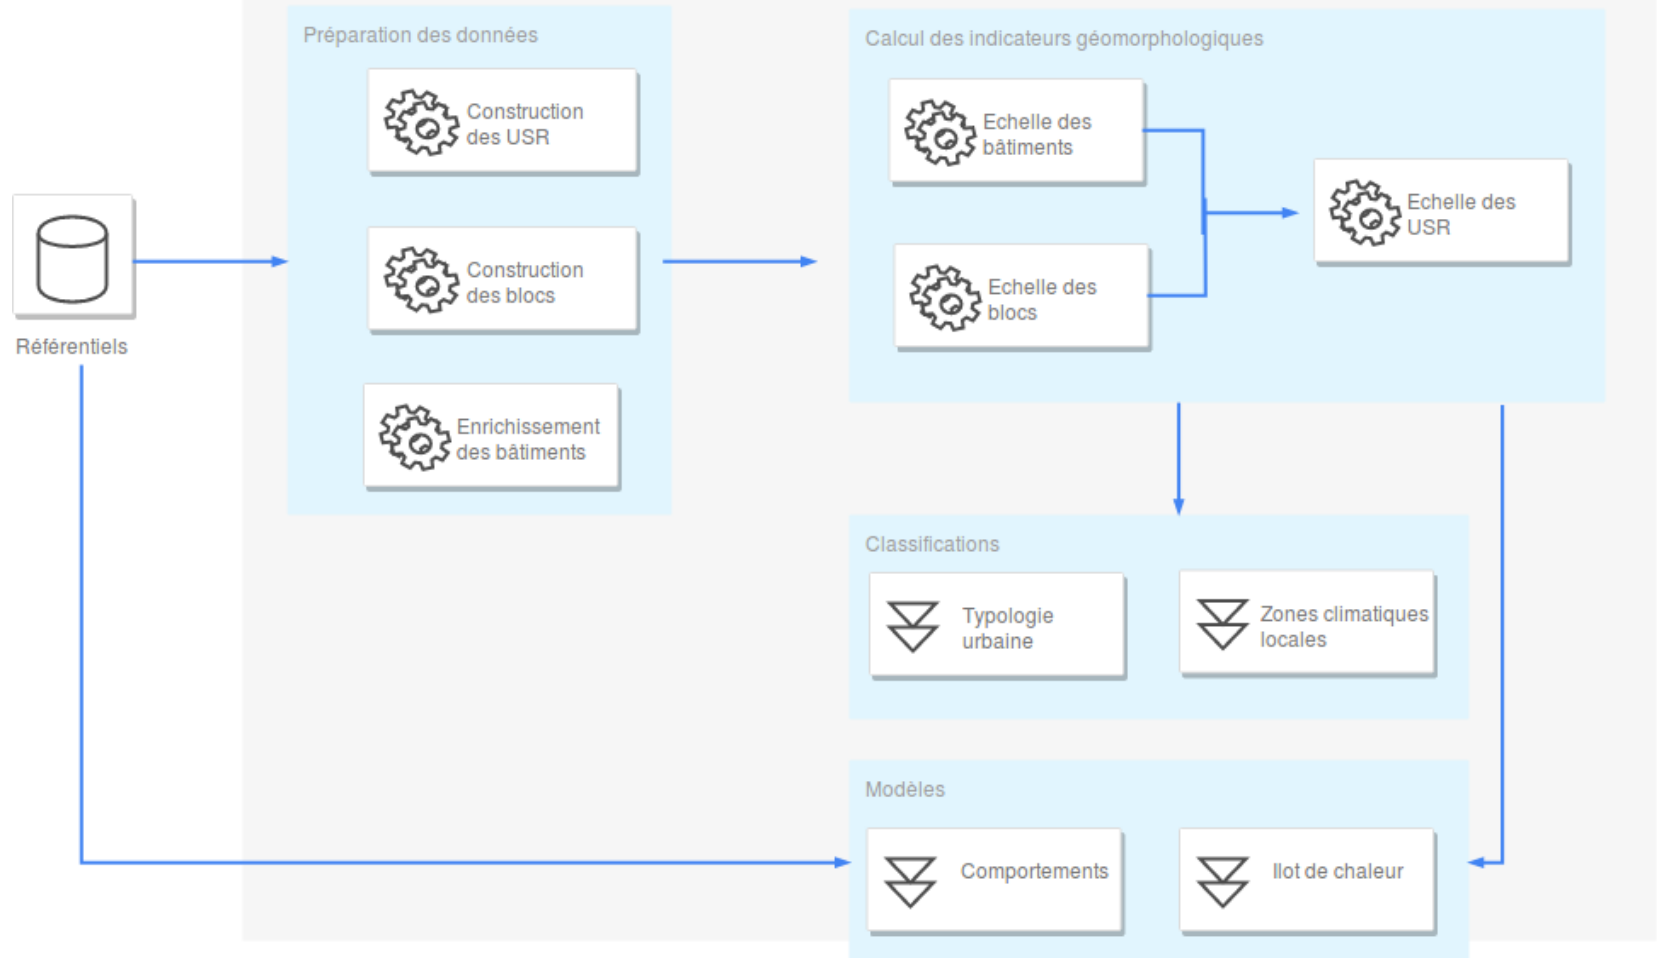 Préparation des données
Construction
des USR
Construction
des blocs
Enrichissement
des bâtiments
Référentiels
Calcul des indicateurs géomorphologiques
Echelle des
bâtiments
Echelle des
blocs
Echelle des
USR
Classifications
Typologie
urbaine
Zones climatiques
locales
Modèles
Comportements
Ilot de chaleur